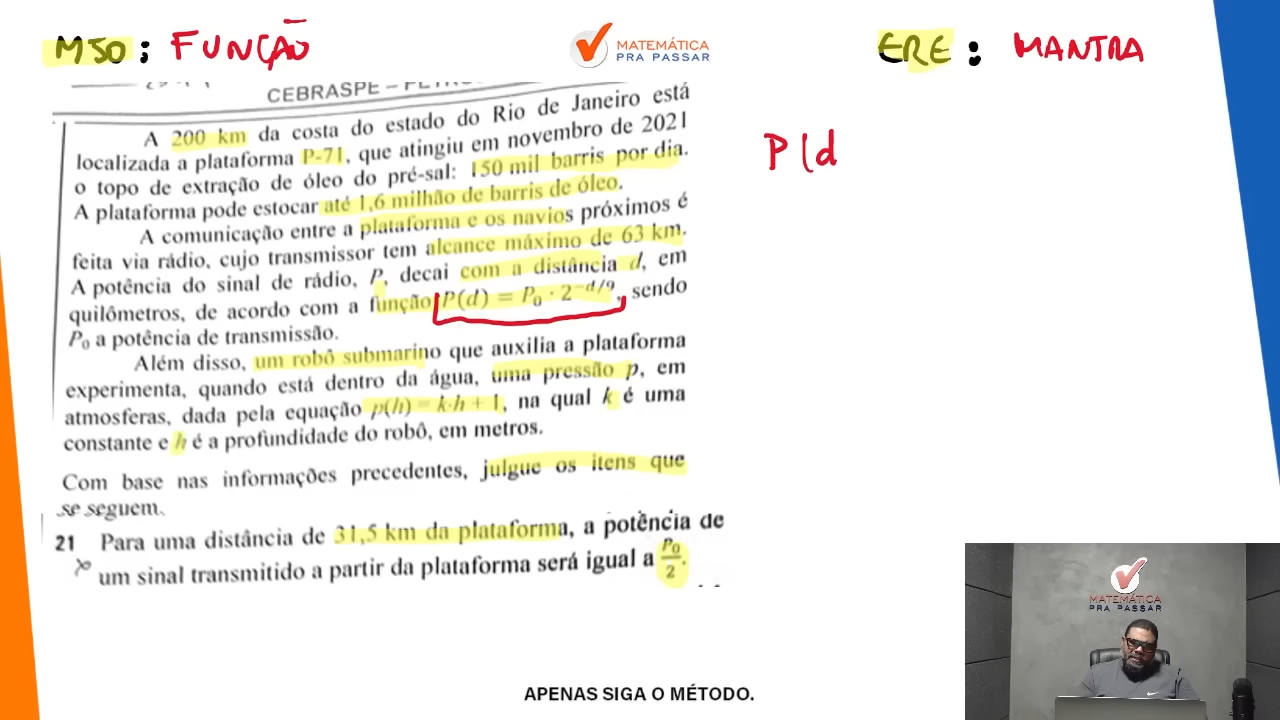 MSO : FUNÇÃO
MATEMÁTICA
PRA PASSAR
ERE : MANTRA
CEBRASPE –
A 200 km da costa do estado do Rio de Janeiro está
localizada a plataforma P-71, que atingiu em novembro de 2021
o topo de extração de óleo do pré-sal: 150 mil barris por dia.
A plataforma pode estocar até 1,6 milhão de barris de óleo.
A comunicação entre a plataforma e os navios próximos é
feita via rádio, cujo transmissor tem alcance máximo de 63 km.
A potência do sinal de rádio, P, decai com a distância d, em
quilômetros, de acordo com a função P(d) = P₀ · 2^(-d/9), sendo
P₀ a potência de transmissão.
Além disso, um robô submarino que auxilia a plataforma
experimenta, quando está dentro da água, uma pressão p, em
atmosferas, dada pela equação p(h) = k·h + 1, na qual k é uma
constante e h é a profundidade do robô, em metros.
Com base nas informações precedentes, julgue os itens que
se seguem.
21 Para uma distância de 31,5 km da plataforma, a potência de
um sinal transmitido a partir da plataforma será igual a P₀/2.
P(d
MATEMÁTICA
PRA PASSAR
APENAS SIGA O MÉTODO.